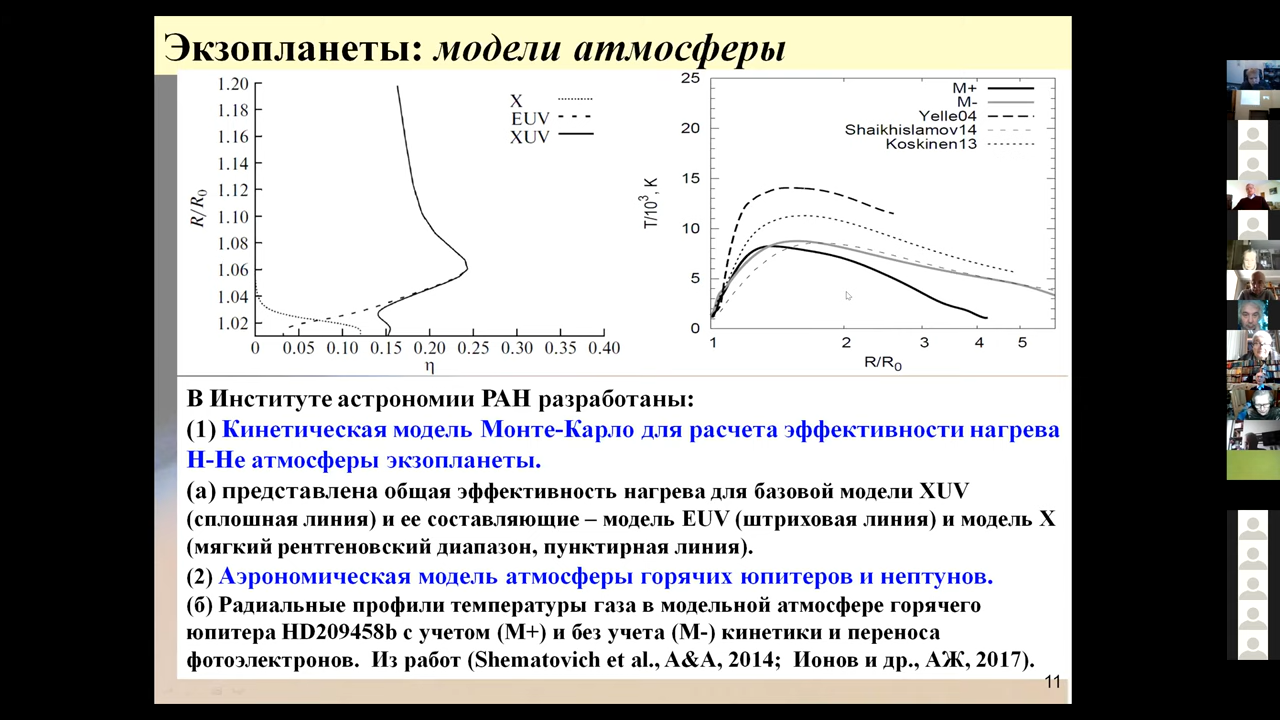 Экзопланеты: модели атмосферы
1.20
1.18
1.16
1.14
1.12
1.10
1.08
1.06
1.04
1.02
R/R0
X
EUV
XUV
0 0.05 0.10 0.15 0.20 0.25 0.30 0.35 0.40
η
25
20
15
10
5
0
T/10³, K
M+
M-
Yelle04
Shaikhislamov14
Koskinen13
1 2 3 4 5
R/R0
В Институте астрономии РАН разработаны:
(1) Кинетическая модель Монте-Карло для расчета эффективности нагрева
Н-Не атмосферы экзопланеты.
(а) представлена общая эффективность нагрева для базовой модели XUV
(сплошная линия) и ее составляющие – модель EUV (штриховая линия) и модель X
(мягкий рентгеновский диапазон, пунктирная линия).
(2) Аэрономическая модель атмосферы горячих юпитеров и нептунов.
(б) Радиальные профили температуры газа в модельной атмосфере горячего
юпитера HD209458b с учетом (M+) и без учета (M-) кинетики и переноса
фотоэлектронов. Из работ (Shematovich et al., A&A, 2014; Ионов и др., АЖ, 2017).
11